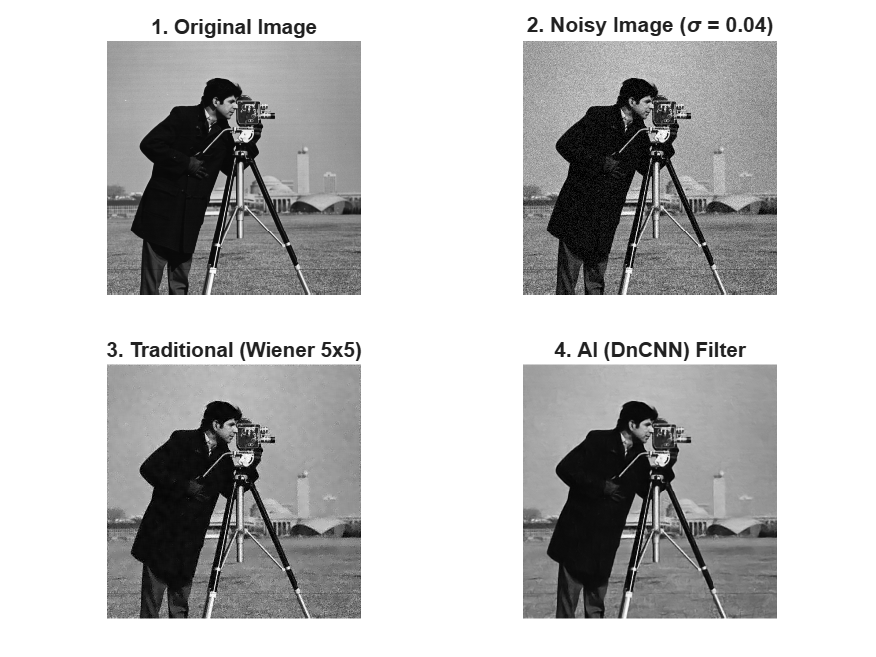 1. Original Image
2. Noisy Image (σ = 0.04)
3. Traditional (Wiener 5x5)
4. AI (DnCNN) Filter